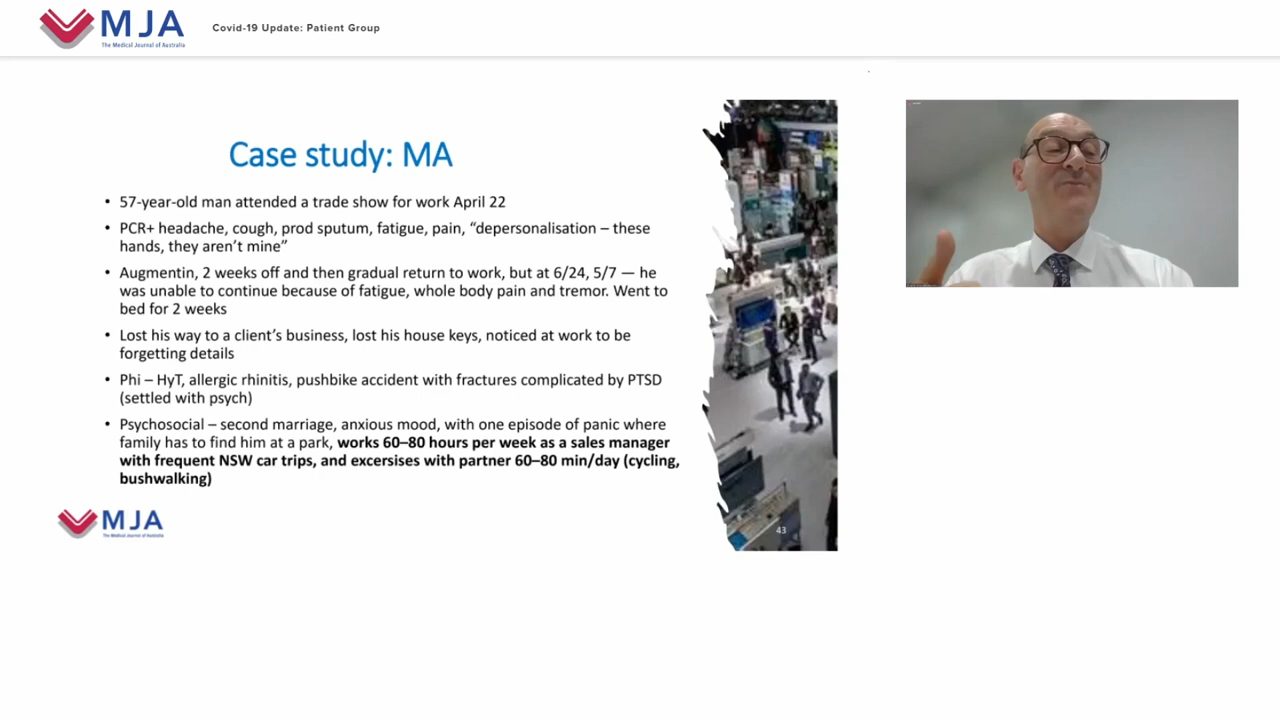 MJA
The Medical Journal of Australia
Covid-19 Update: Patient Group
Case study: MA
• 57-year-old man attended a trade show for work April 22
• PCR+ headache, cough, prod sputum, fatigue, pain, “depersonalisation – these
hands, they aren’t mine”
• Augmentin, 2 weeks off and then gradual return to work, but at 6/24, 5/7 — he
was unable to continue because of fatigue, whole body pain and tremor. Went to
bed for 2 weeks
• Lost his way to a client’s business, lost his house keys, noticed at work to be
forgetting details
• Phi – HyT, allergic rhinitis, pushbike accident with fractures complicated by PTSD
(settled with psych)
• Psychosocial – second marriage, anxious mood, with one episode of panic where
family has to find him at a park, works 60–80 hours per week as a sales manager
with frequent NSW car trips, and excersises with partner 60–80 min/day (cycling,
bushwalking)
MJA
The Medical Journal of Australia
43